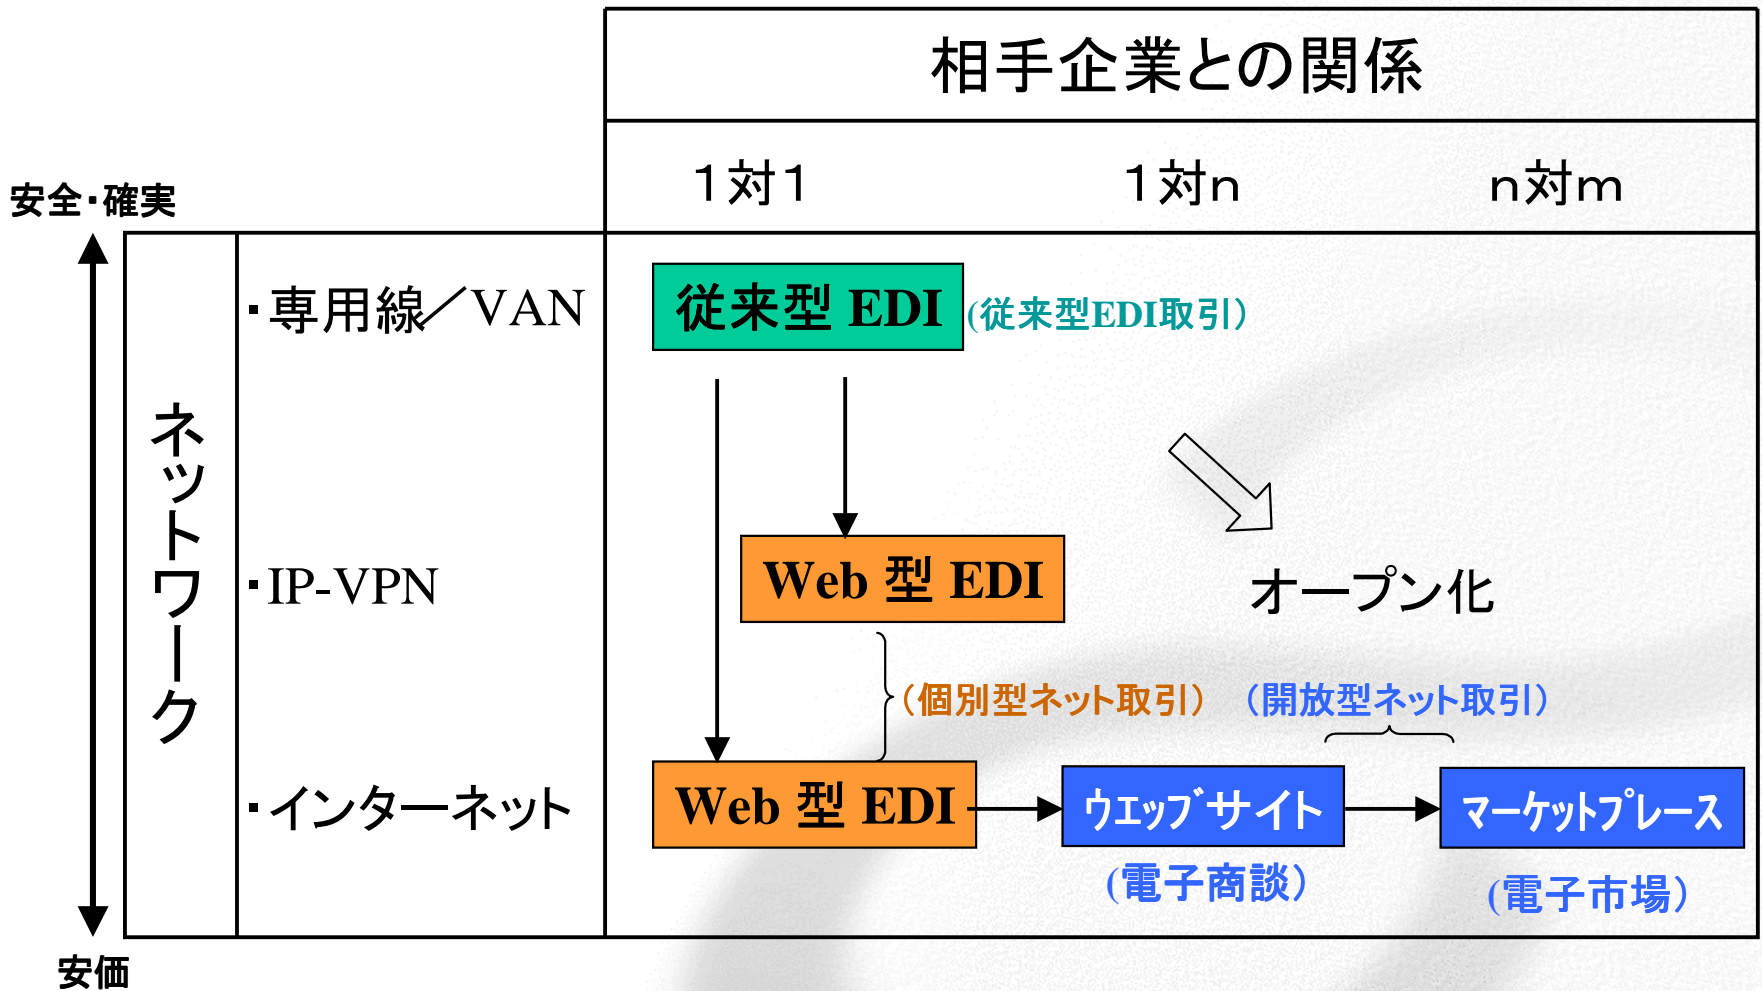 相手企業との関係
１対１ １対ｎ ｎ対ｍ
安全・確実
ネットワーク
・専用線／VAN
従来型 EDI
(従来型EDI取引）
・IP-VPN
Web 型 EDI
オープン化
（個別型ネット取引）
（開放型ネット取引）
・インターネット
Web 型 EDI
ｳｴｯﾌﾞサイト
マーケットプレース
(電子商談）
(電子市場）
安価